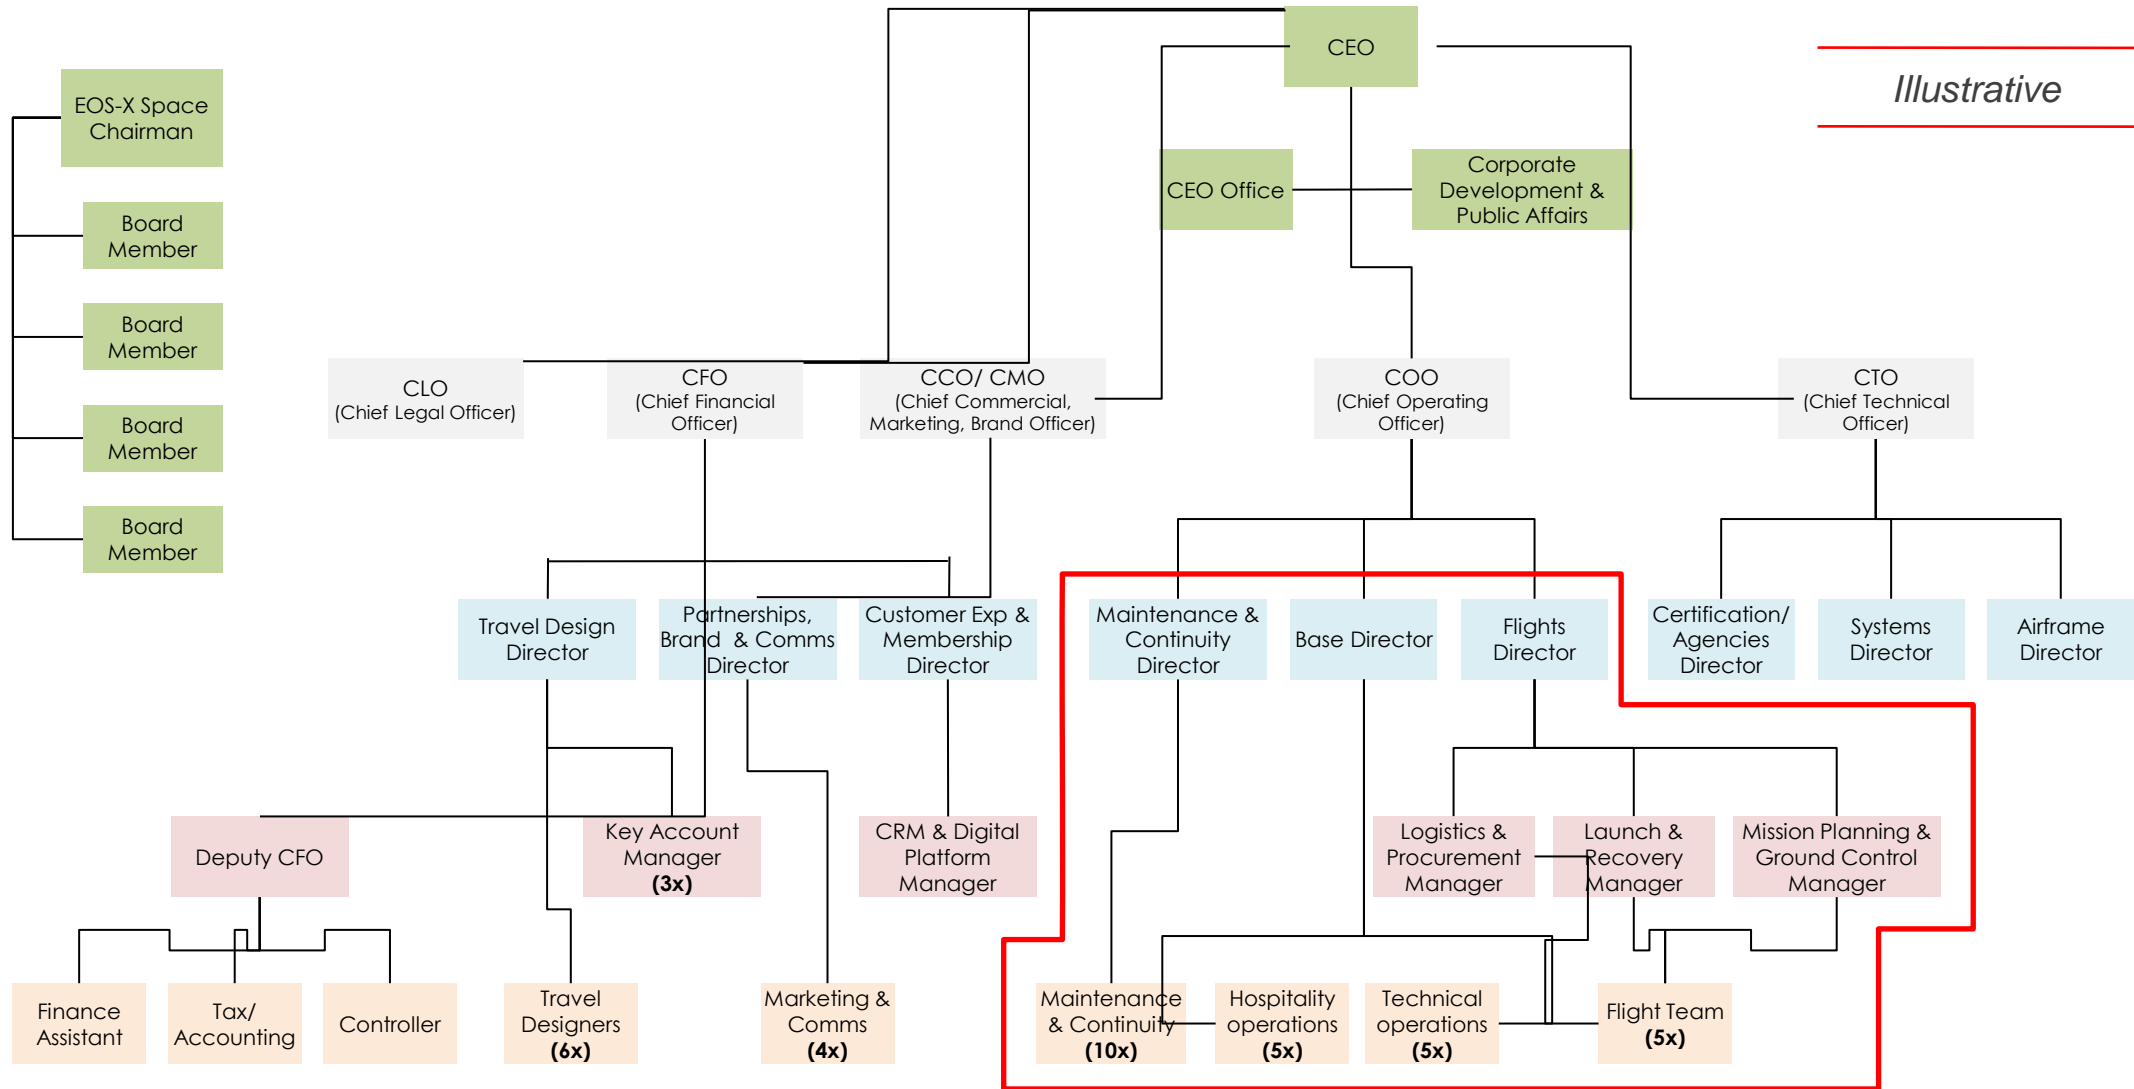 CEO
Illustrative
EOS-X Space
Chairman
CEO Office
Corporate
Development &
Public Affairs
Board
Member
Board
Member
Board
Member
Board
Member
CLO
(Chief Legal Officer)
CFO
(Chief Financial
Officer)
CCO/ CMO
(Chief Commercial,
Marketing, Brand Officer)
COO
(Chief Operating
Officer)
CTO
(Chief Technical
Officer)
Travel Design
Director
Partnerships,
Brand & Comms
Director
Customer Exp &
Membership
Director
Maintenance &
Continuity
Director
Base Director
Flights
Director
Certification/
Agencies
Director
Systems
Director
Airframe
Director
Deputy CFO
Key Account
Manager
(3x)
CRM & Digital
Platform
Manager
Logistics &
Procurement
Manager
Launch &
Recovery
Manager
Mission Planning &
Ground Control
Manager
Finance
Assistant
Tax/
Accounting
Controller
Travel
Designers
(6x)
Marketing &
Comms
(4x)
Maintenance
& Continuity
(10x)
Hospitality
operations
(5x)
Technical
operations
(5x)
Flight Team
(5x)